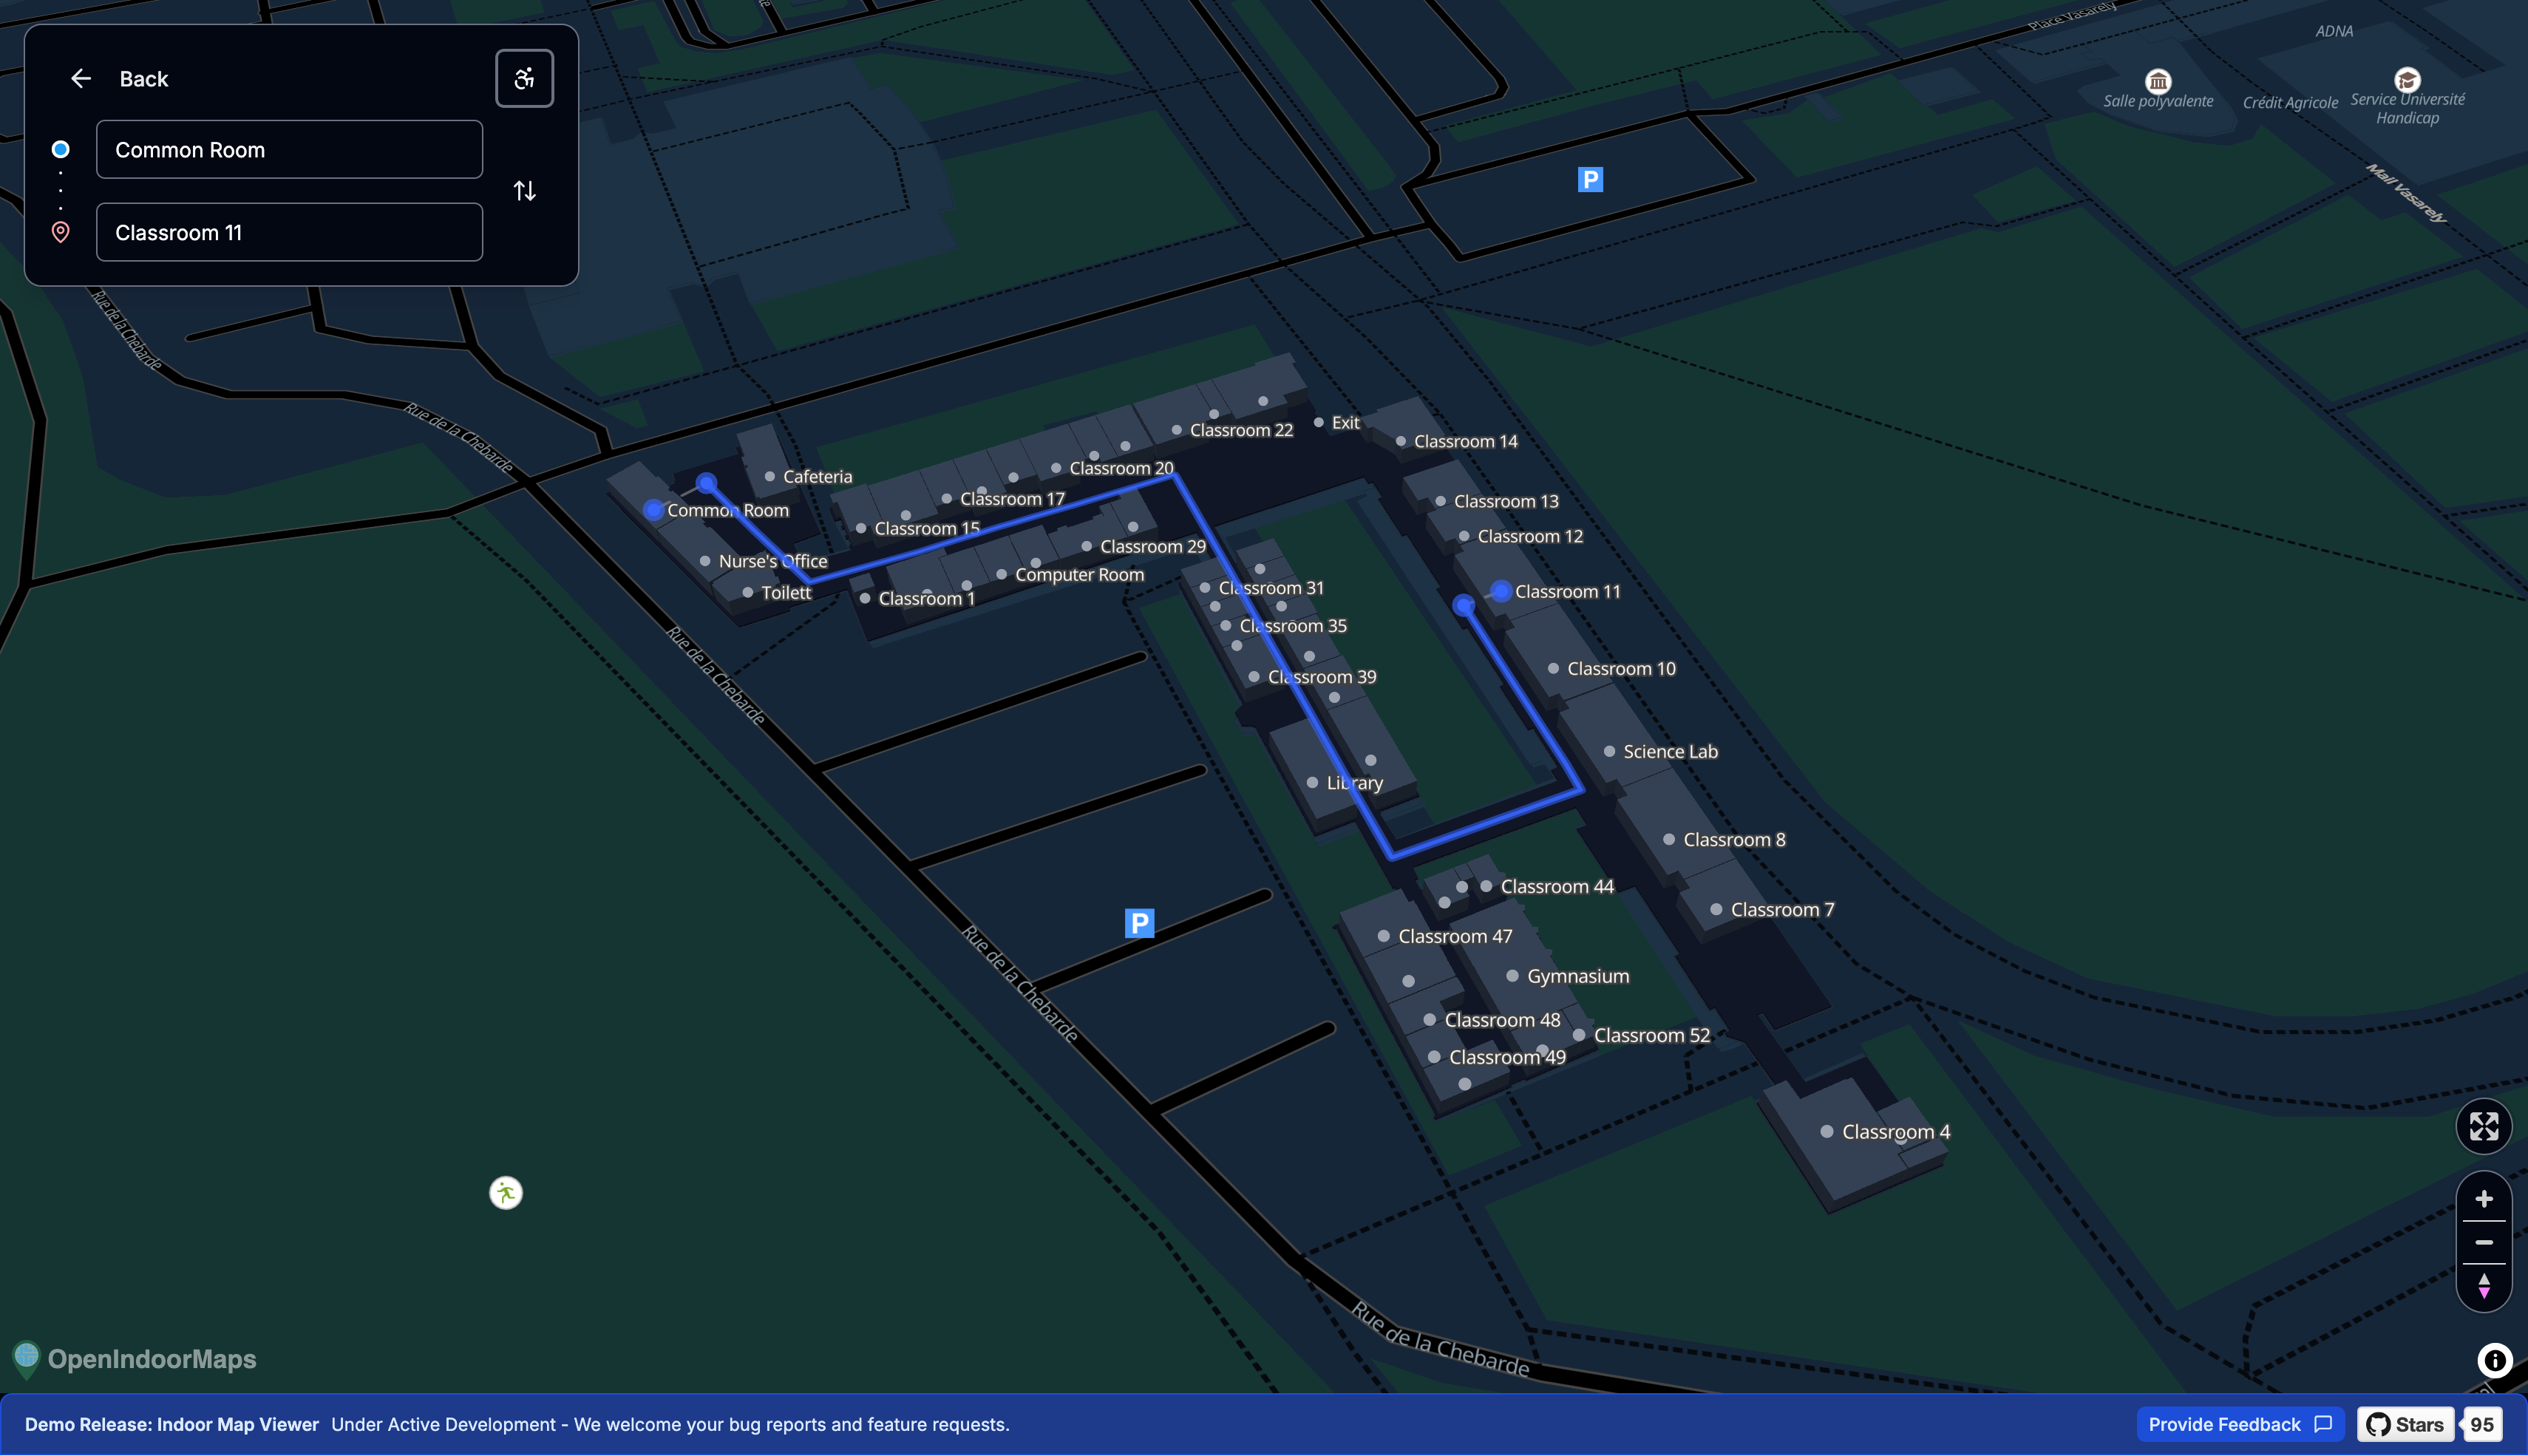 Back
Common Room
Classroom 11
Place Vasarely
ADNA
Salle polyvalente
Crédit Agricole
Service Université
Handicap
Mail Vasarely
Rue de la Chebarde
Rue de la Chebarde
Exit
Classroom 22
Classroom 14
Classroom 20
Cafeteria
Classroom 17
Classroom 13
Common Room
Classroom 15
Classroom 12
Classroom 29
Nurse's Office
Computer Room
Classroom 31
Classroom 11
Toilett
Classroom 1
Classroom 35
Rue de la Chebarde
Classroom 10
Classroom 39
Science Lab
Library
Classroom 8
Classroom 44
Classroom 7
Classroom 47
Rue de la Chebarde
P
P
Gymnasium
Classroom 48
Classroom 52
Classroom 49
Classroom 4
Rue de la Chebarde
OpenIndoorMaps
Demo Release: Indoor Map Viewer Under Active Development - We welcome your bug reports and feature requests.
Provide Feedback
Stars 95